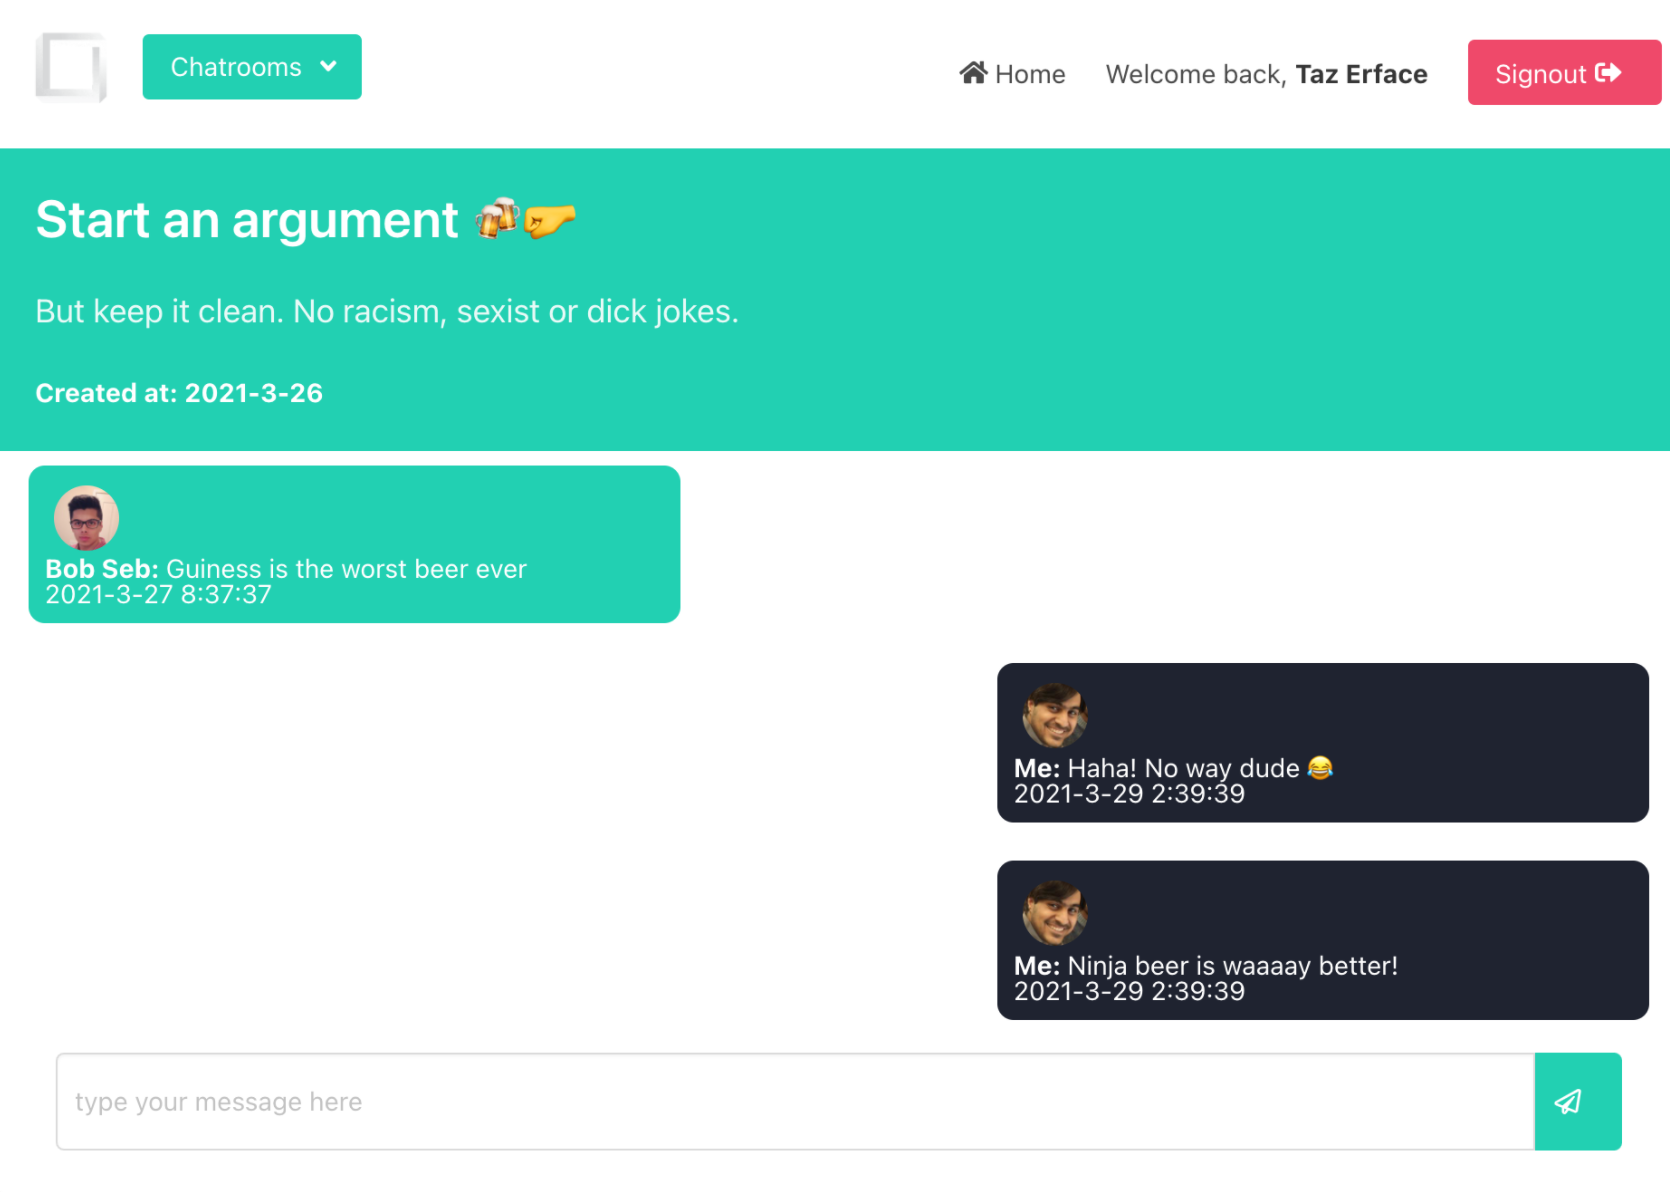 Chatrooms
Home
Welcome back, Taz Erface
Signout
Start an argument 🍻🤛
But keep it clean. No racism, sexist or dick jokes.
Created at: 2021-3-26
Bob Seb: Guiness is the worst beer ever
2021-3-27 8:37:37
Me: Haha! No way dude 😂
2021-3-29 2:39:39
Me: Ninja beer is waaaay better!
2021-3-29 2:39:39
type your message here